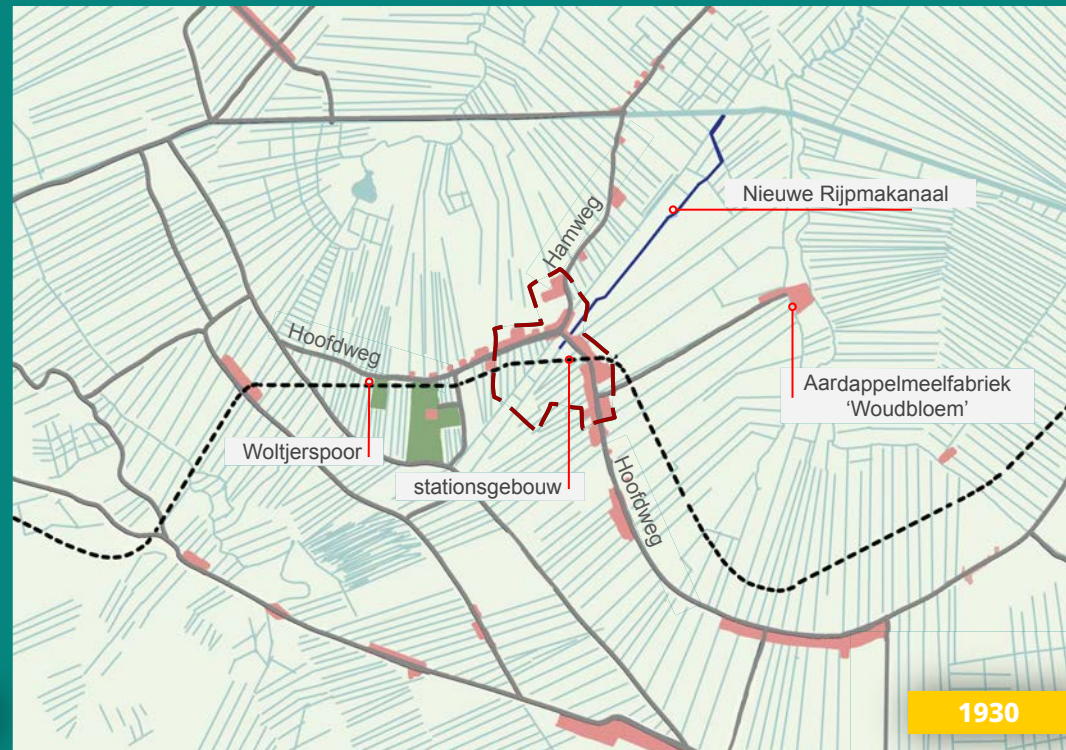 Nieuwe Rijpmakanaal
Hamweg
Hoofdweg
Aardappelmeelfabriek
‘Woudbloem’
Woltjerspoor
stationsgebouw
Hoofdweg
1930